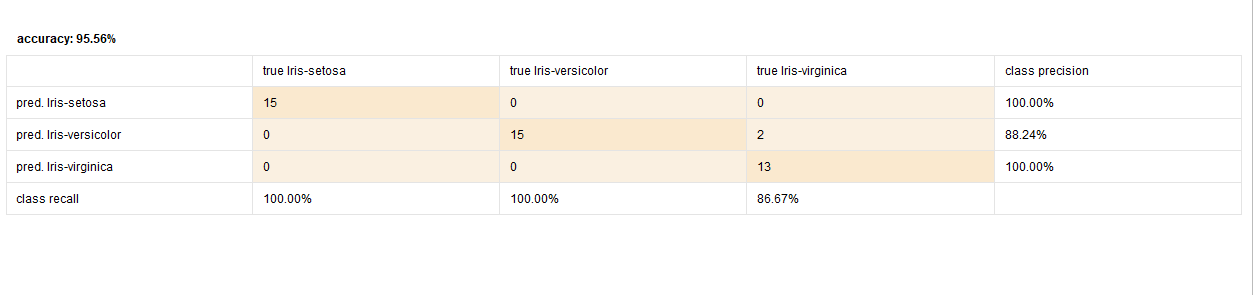 accuracy: 95.56%
true Iris-setosa true Iris-versicolor true Iris-virginica class precision
pred. Iris-setosa 15 0 0 100.00%
pred. Iris-versicolor 0 15 2 88.24%
pred. Iris-virginica 0 0 13 100.00%
class recall 100.00% 100.00% 86.67%